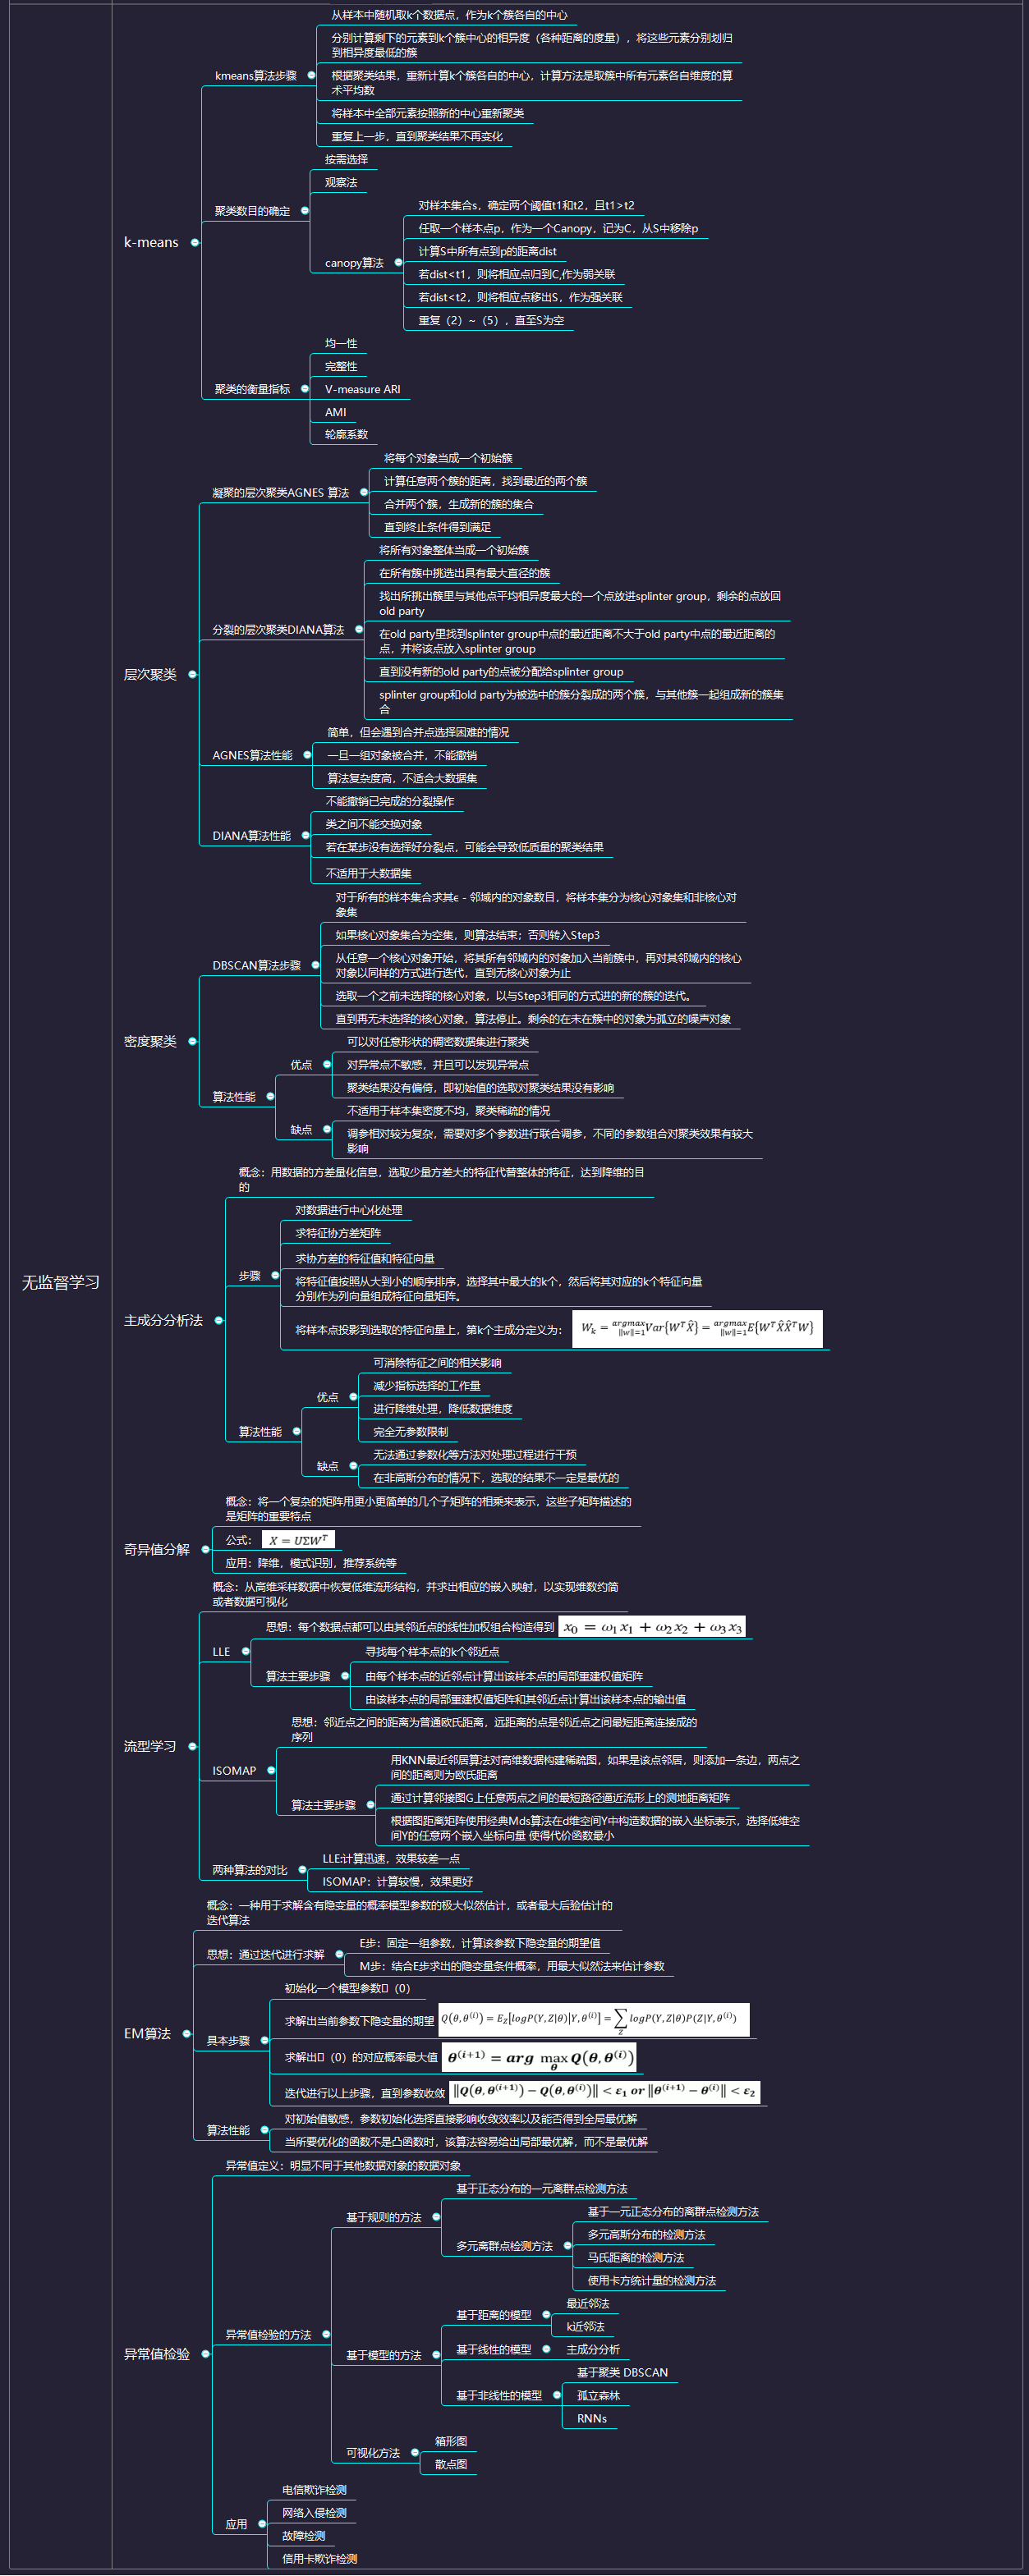 无监督学习
k-means
kmeans算法步骤
从样本中随机取k个数据点，作为k个簇各自的中心
分别计算剩下的元素到k个簇中心的相异度（各种距离的度量），将这些元素分别划归
到相异度最低的簇
根据聚类结果，重新计算k个簇各自的中心，计算方法是取簇中所有元素各自维度的算
术平均数
将样本中全部元素按照新的中心重新聚类
重复上一步，直到聚类结果不再变化
聚类数目的确定
按需选择
观察法
canopy算法
对样本集合s，确定两个阈值t1和t2，且t1>t2
任取一个样本点p，作为一个Canopy，记为C，从S中移除p
计算S中所有点到p的距离dist
若dist<t1，则将相应点归到C,作为弱关联
若dist<t2，则将相应点移出S，作为强关联
重复（2）~（5），直至S为空
聚类的衡量指标
均一性
完整性
V-measure ARI
AMI
轮廓系数
层次聚类
凝聚的层次聚类AGNES 算法
将每个对象当成一个初始簇
计算任意两个簇的距离，找到最近的两个簇
合并两个簇，生成新的簇的集合
直到终止条件得到满足
分裂的层次聚类DIANA算法
将所有对象整体当成一个初始簇
在所有簇中挑选出具有最大直径的簇
找出所挑出簇里与其他点平均相异度最大的一个点放进splinter group，剩余的点放回
old party
在old party里找到splinter group中点的最近距离不大于old party中点的最近距离的
点，并将该点放入splinter group
直到没有新的old party的点被分配给splinter group
splinter group和old party为被选中的簇分裂成的两个簇，与其他簇一起组成新的簇集
合
AGNES算法性能
简单，但会遇到合并点选择困难的情况
一旦一组对象被合并，不能撤销
算法复杂度高，不适合大数据集
DIANA算法性能
不能撤销已完成的分裂操作
类之间不能交换对象
若在某步没有选择好分裂点，可能会导致低质量的聚类结果
不适用于大数据集
密度聚类
DBSCAN算法步骤
对于所有的样本集合求其ϵ - 邻域内的对象数目，将样本集分为核心对象集和非核心对
象集
如果核心对象集合为空集，则算法结束；否则转入Step3
从任意一个核心对象开始，将其所有邻域内的对象加入当前簇中，再对其邻域内的核心
对象以同样的方式进行迭代，直到无核心对象为止
选取一个之前未选择的核心对象，以与Step3相同的方式进的新的簇的迭代。
直到再无未选择的核心对象，算法停止。剩余的在未在簇中的对象为孤立的噪声对象
算法性能
优点
可以对任意形状的稠密数据集进行聚类
对异常点不敏感，并且可以发现异常点
聚类结果没有偏倚，即初始值的选取对聚类结果没有影响
缺点
不适用于样本集密度不均，聚类稀疏的情况
调参相对较为复杂，需要对多个参数进行联合调参，不同的参数组合对聚类效果有较大
影响
主成分分析法
概念：用数据的方差量化信息，选取少量方差大的特征代替整体的特征，达到降维的目
的
步骤
对数据进行中心化处理
求特征协方差矩阵
求协方差的特征值和特征向量
将特征值按照从大到小的顺序排序，选择其中最大的k个，然后将其对应的k个特征向量
分别作为列向量组成特征向量矩阵。
将样本点投影到选取的特征向量上，第k个主成分定义为： W_k = argmax ‖w‖=1 Var{W^T X̂} = argmax ‖w‖=1 E{W^T X̂X̂^T W}
算法性能
优点
可消除特征之间的相关影响
减少指标选择的工作量
进行降维处理，降低数据维度
完全无参数限制
缺点
无法通过参数化等方法对处理过程进行干预
在非高斯分布的情况下，选取的结果不一定是最优的
奇异值分解
概念：将一个复杂的矩阵用更小更简单的几个子矩阵的相乘来表示，这些子矩阵描述的
是矩阵的重要特点
公式： X = UΣW^T
应用：降维，模式识别，推荐系统等
流型学习
概念：从高维采样数据中恢复低维流形结构，并求出相应的嵌入映射，以实现维数约简
或者数据可视化
LLE
思想：每个数据点都可以由其邻近点的线性加权组合构造得到 x₀ = ω₁x₁ + ω₂x₂ + ω₃x₃
算法主要步骤
寻找每个样本点的k个邻近点
由每个样本点的近邻点计算出该样本点的局部重建权值矩阵
由该样本点的局部重建权值矩阵和其邻近点计算出该样本点的输出值
ISOMAP
思想：邻近点之间的距离为普通欧氏距离，远距离的点是邻近点之间最短距离连接成的
序列
算法主要步骤
用KNN最近邻居算法对高维数据构建稀疏图，如果是该点邻居，则添加一条边，两点之
间的距离则为欧氏距离
通过计算邻接图G上任意两点之间的最短路径逼近流形上的测地距离矩阵
根据图距离矩阵使用经典Mds算法在d维空间Y中构造数据的嵌入坐标表示，选择低维空
间Y的任意两个嵌入坐标向量 使得代价函数最小
两种算法的对比
LLE:计算迅速，效果较差一点
ISOMAP：计算较慢，效果更好
EM算法
概念：一种用于求解含有隐变量的概率模型参数的极大似然估计，或者最大后验估计的
迭代算法
思想：通过迭代进行求解
E步：固定一组参数，计算该参数下隐变量的期望值
M步：结合E步求出的隐变量条件概率，用最大似然法来估计参数
具本步骤
初始化一个模型参数▯（0）
求解出当前参数下隐变量的期望 Q(θ,θ^(i)) = E_Z[logP(Y,Z|θ)|Y,θ^(i)] = ∑_Z logP(Y,Z|θ)P(Z|Y,θ^(i))
求解出▯（0）的对应概率最大值 θ^(i+1) = arg max_θ Q(θ,θ^(i))
迭代进行以上步骤，直到参数收敛 ‖Q(θ,θ^(i+1)) − Q(θ,θ^(i))‖ < ε₁ or ‖θ^(i+1) − θ^(i)‖ < ε₂
算法性能
对初始值敏感，参数初始化选择直接影响收敛效率以及能否得到全局最优解
当所要优化的函数不是凸函数时，该算法容易给出局部最优解，而不是最优解
异常值检验
异常值定义：明显不同于其他数据对象的数据对象
异常值检验的方法
基于规则的方法
基于正态分布的一元离群点检测方法
多元离群点检测方法
基于一元正态分布的离群点检测方法
多元高斯分布的检测方法
马氏距离的检测方法
使用卡方统计量的检测方法
基于模型的方法
基于距离的模型
最近邻法
k近邻法
基于线性的模型
主成分分析
基于非线性的模型
基于聚类 DBSCAN
孤立森林
RNNs
可视化方法
箱形图
散点图
应用
电信欺诈检测
网络入侵检测
故障检测
信用卡欺诈检测